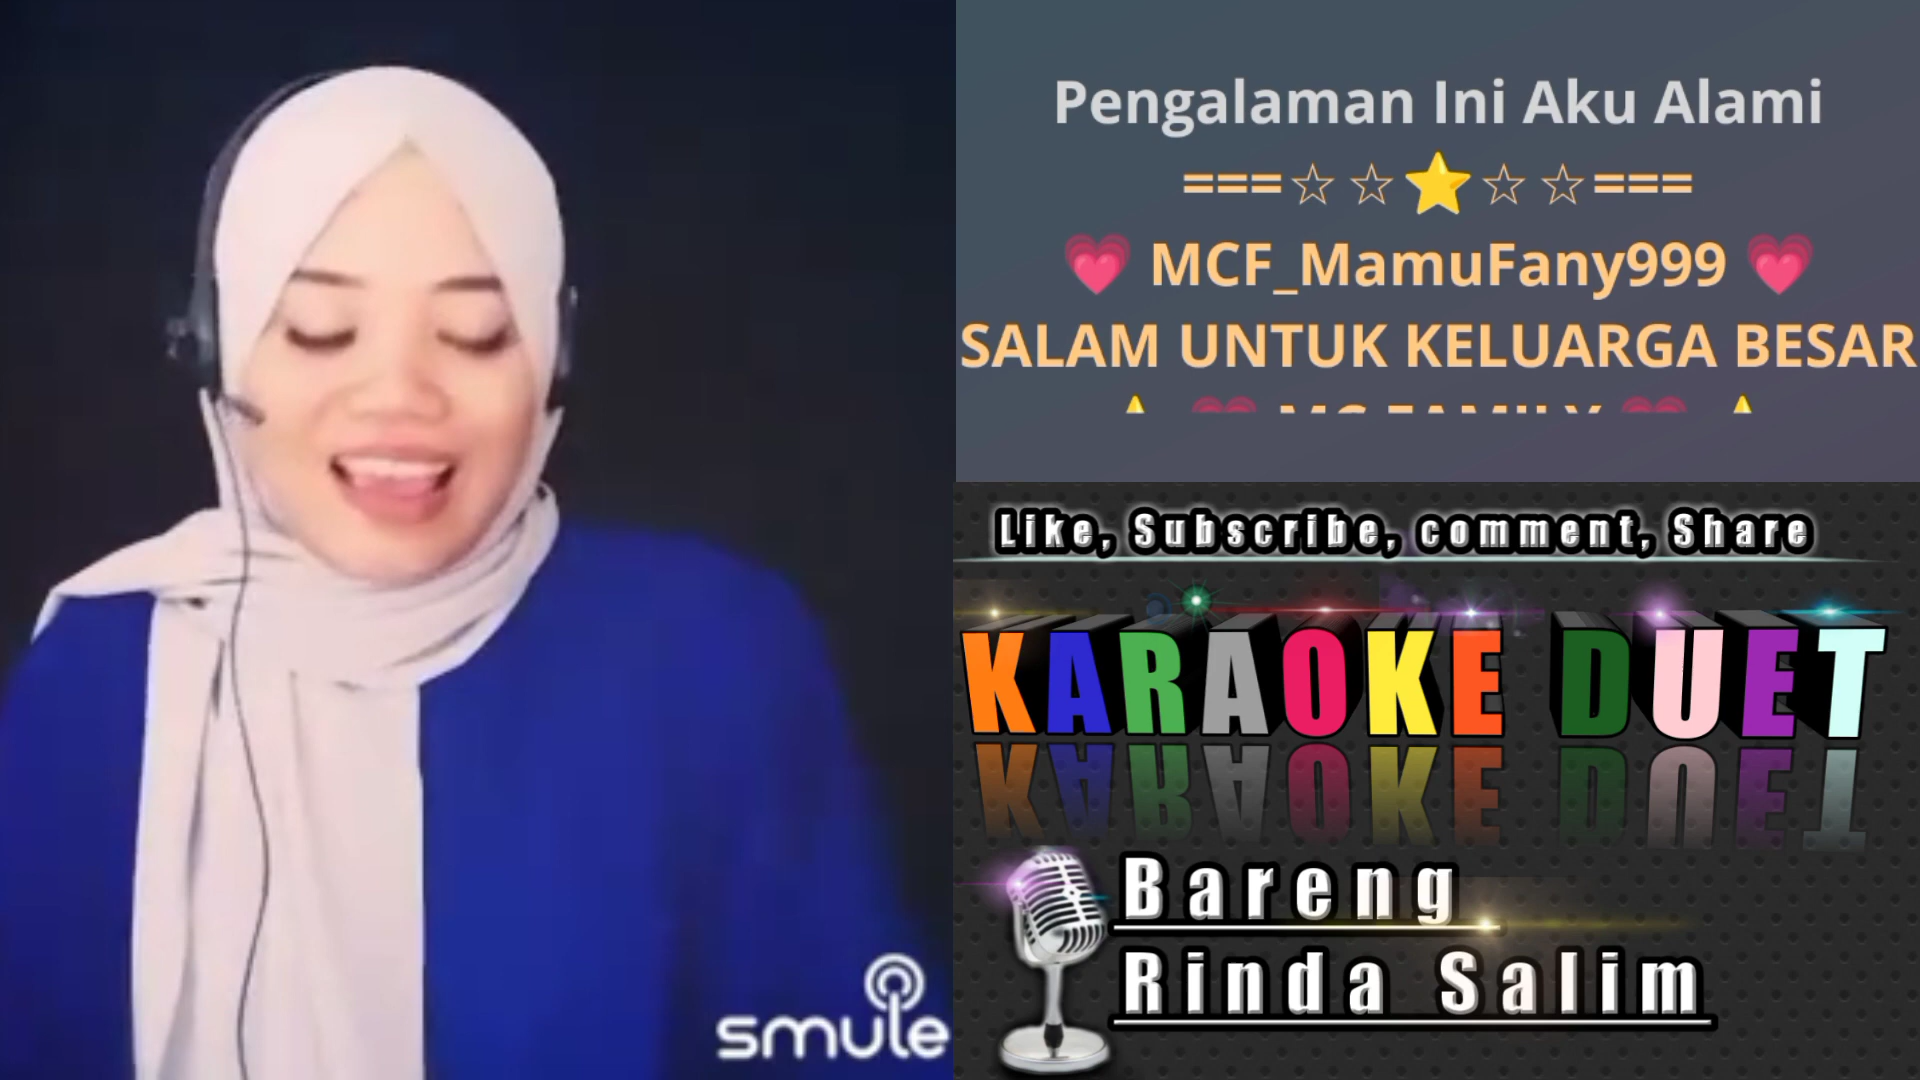 Pengalaman Ini Aku Alami
===☆☆⭐☆☆===
💗 MCF_MamuFany999 💗
SALAM UNTUK KELUARGA BESAR
Like, Subscribe, comment, Share
KARAOKE DUET
Bareng
Rinda Salim
smule